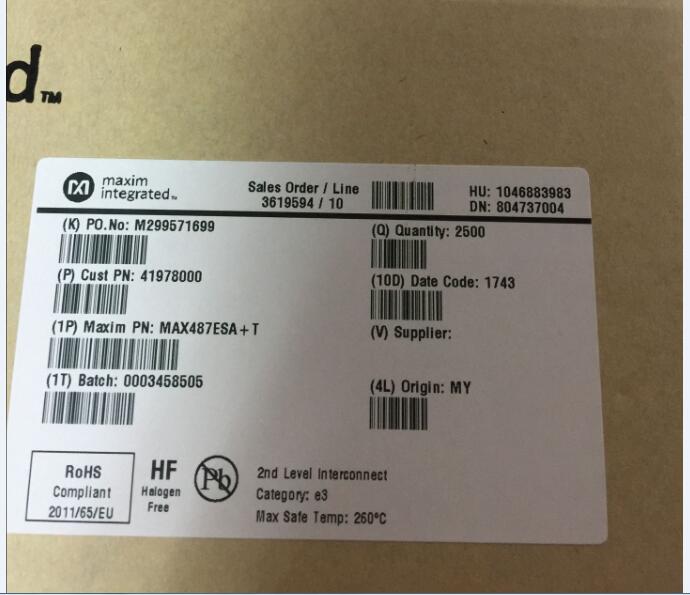 d™
maxim
integrated™
Sales Order / Line
3619594 / 10
HU: 1046883983
DN: 804737004
(K) PO.No: M299571699
(Q) Quantity: 2500
(P) Cust PN: 41978000
(10D) Date Code: 1743
(1P) Maxim PN: MAX487ESA+T
(V) Supplier:
(1T) Batch: 0003458505
(4L) Origin: MY
RoHS
Compliant
2011/65/EU
HF
Halogen
Free
Pb
2nd Level Interconnect
Category: e3
Max Safe Temp: 260ºC